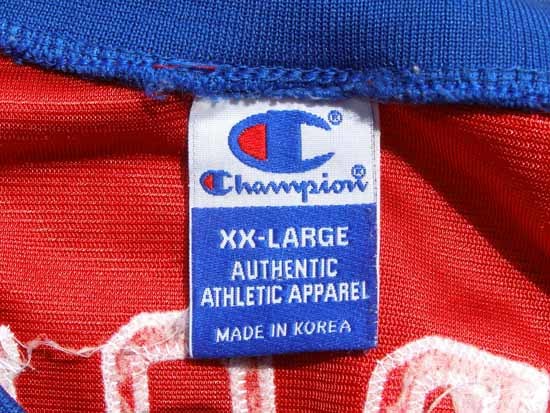 ®
Champion®
XX-LARGE
AUTHENTIC
ATHLETIC APPAREL
MADE IN KOREA